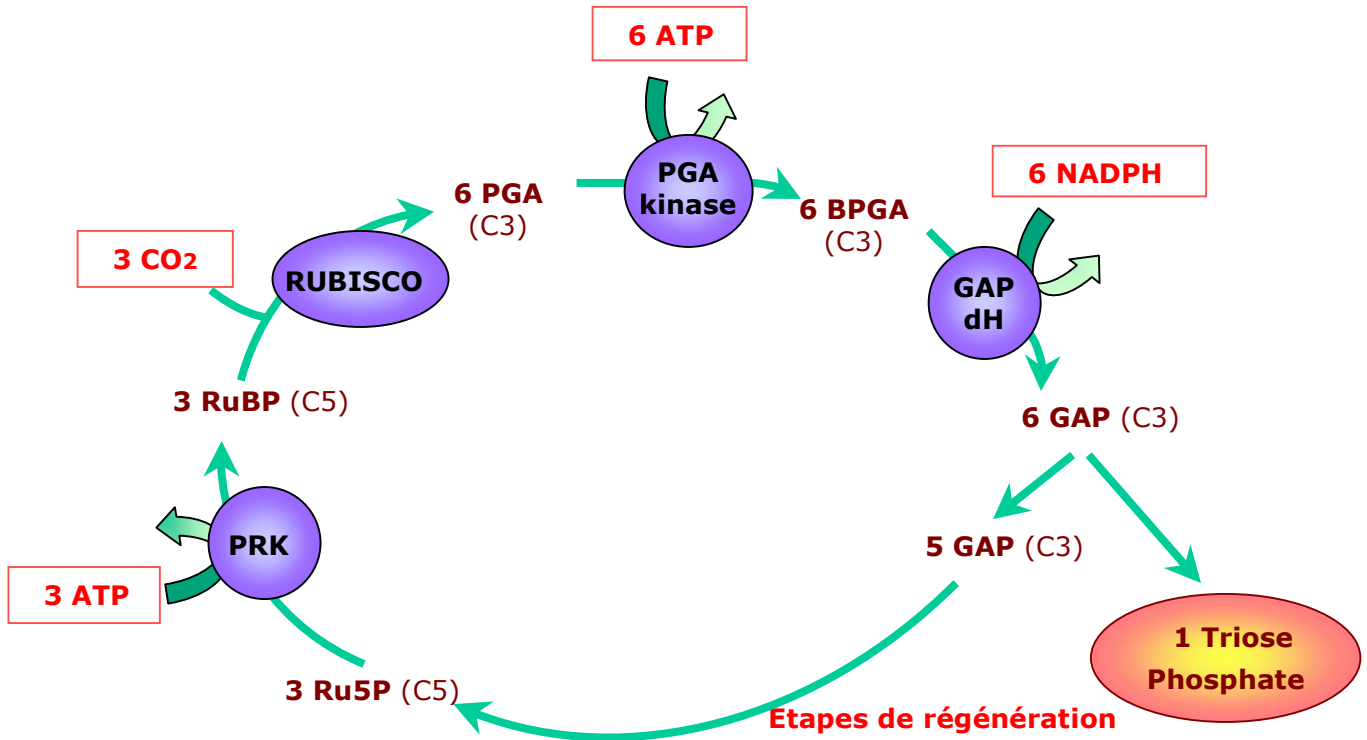 6 ATP
PGA
kinase
6 NADPH
6 PGA
(C3)
6 BPGA
(C3)
3 CO2
RUBISCO
GAP
dH
3 RuBP (C5)
6 GAP (C3)
PRK
5 GAP (C3)
3 ATP
1 Triose
Phosphate
3 Ru5P (C5)
Etapes de régénération